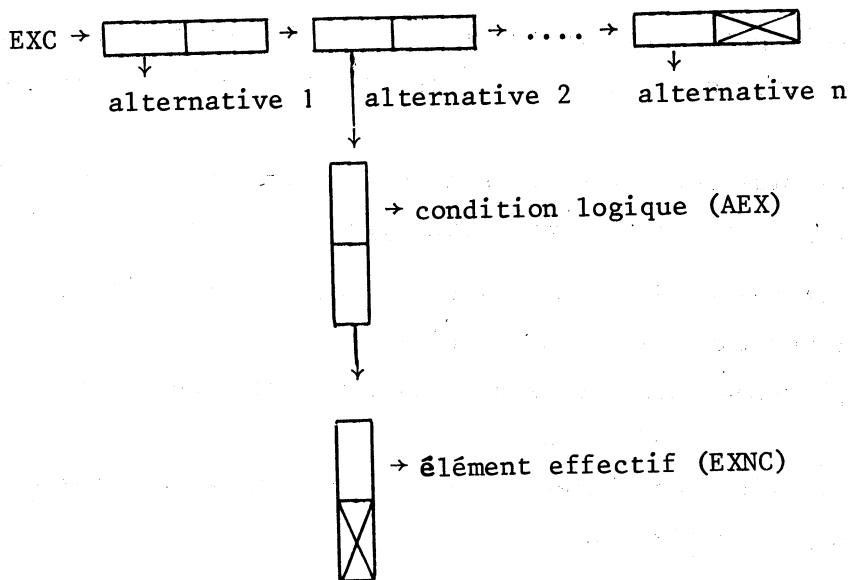 EXC → → → .... →
alternative 1 alternative 2 alternative n
→ condition logique (AEX)
→ élément effectif (EXNC)